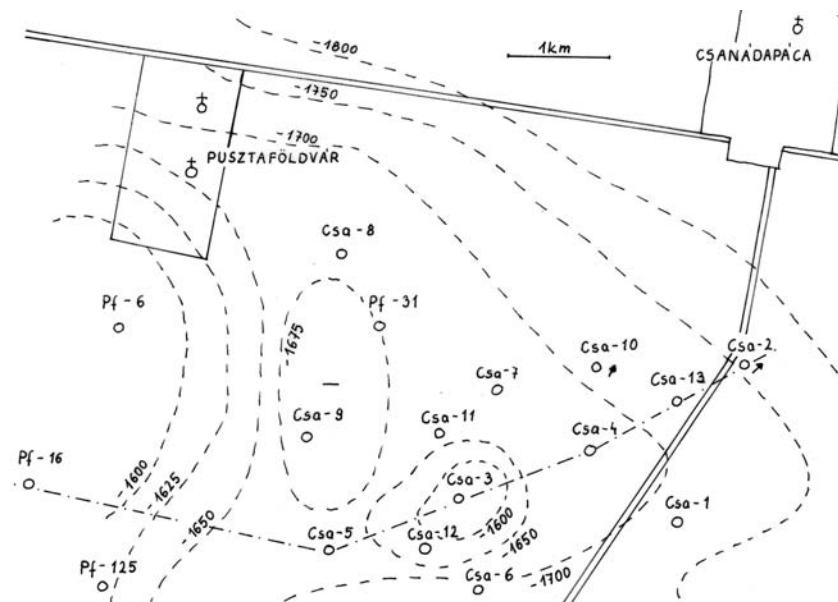 -1800
1km
CSANÁDAPÁCA
-1750
-1700
PUSZTAFÖLDVÁR
Csa-8
Pf-6
Pf-31
-1675
Csa-10
Csa-2
Csa-7
Csa-13
Csa-9
Csa-11
Csa-4
Pf-16
-1600
-1625
Csa-3
-1650
-1600
Csa-1
Csa-5
Csa-12
-1650
Pf-125
Csa-6
-1700